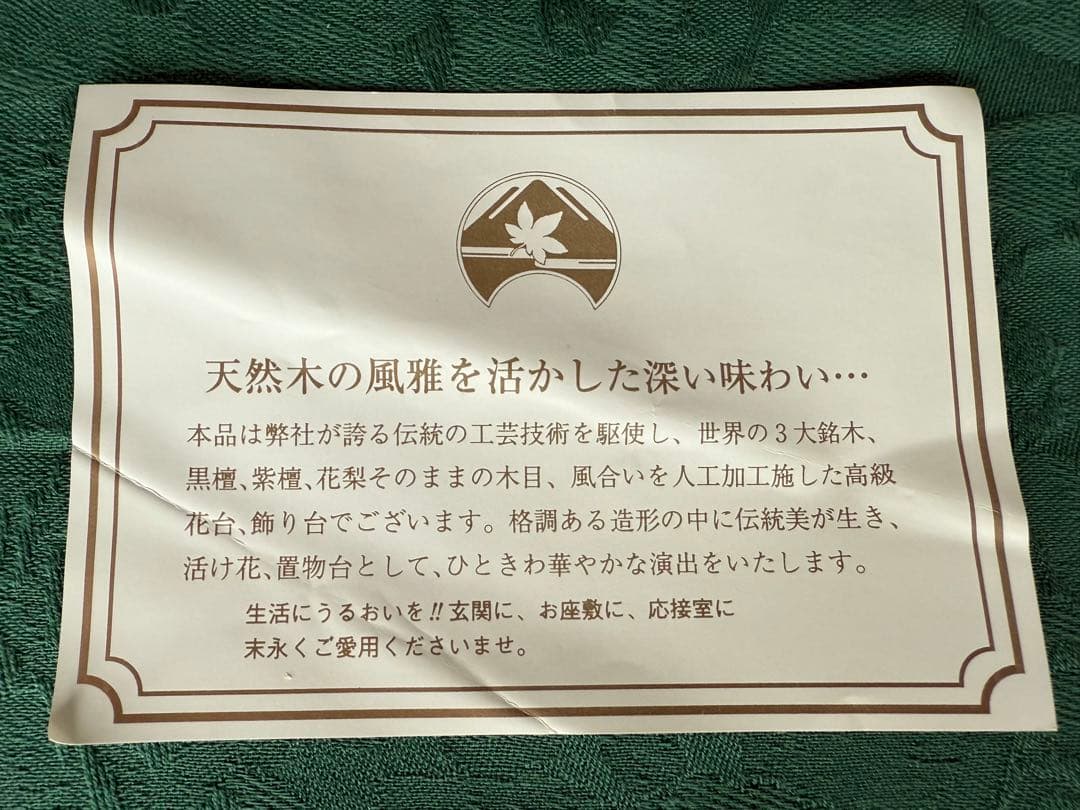 天然木の風雅を活かした深い味わい…
本品は弊社が誇る伝統の工芸技術を駆使し、世界の3大銘木、
黒檀、紫檀、花梨そのままの木目、風合いを人工加工施した高級
花台、飾り台でございます。格調ある造形の中に伝統美が生き、
活け花、置物台として、ひときわ華やかな演出をいたします。
生活にうるおいを!!玄関に、お座敷に、応接室に
末永くご愛用くださいませ。